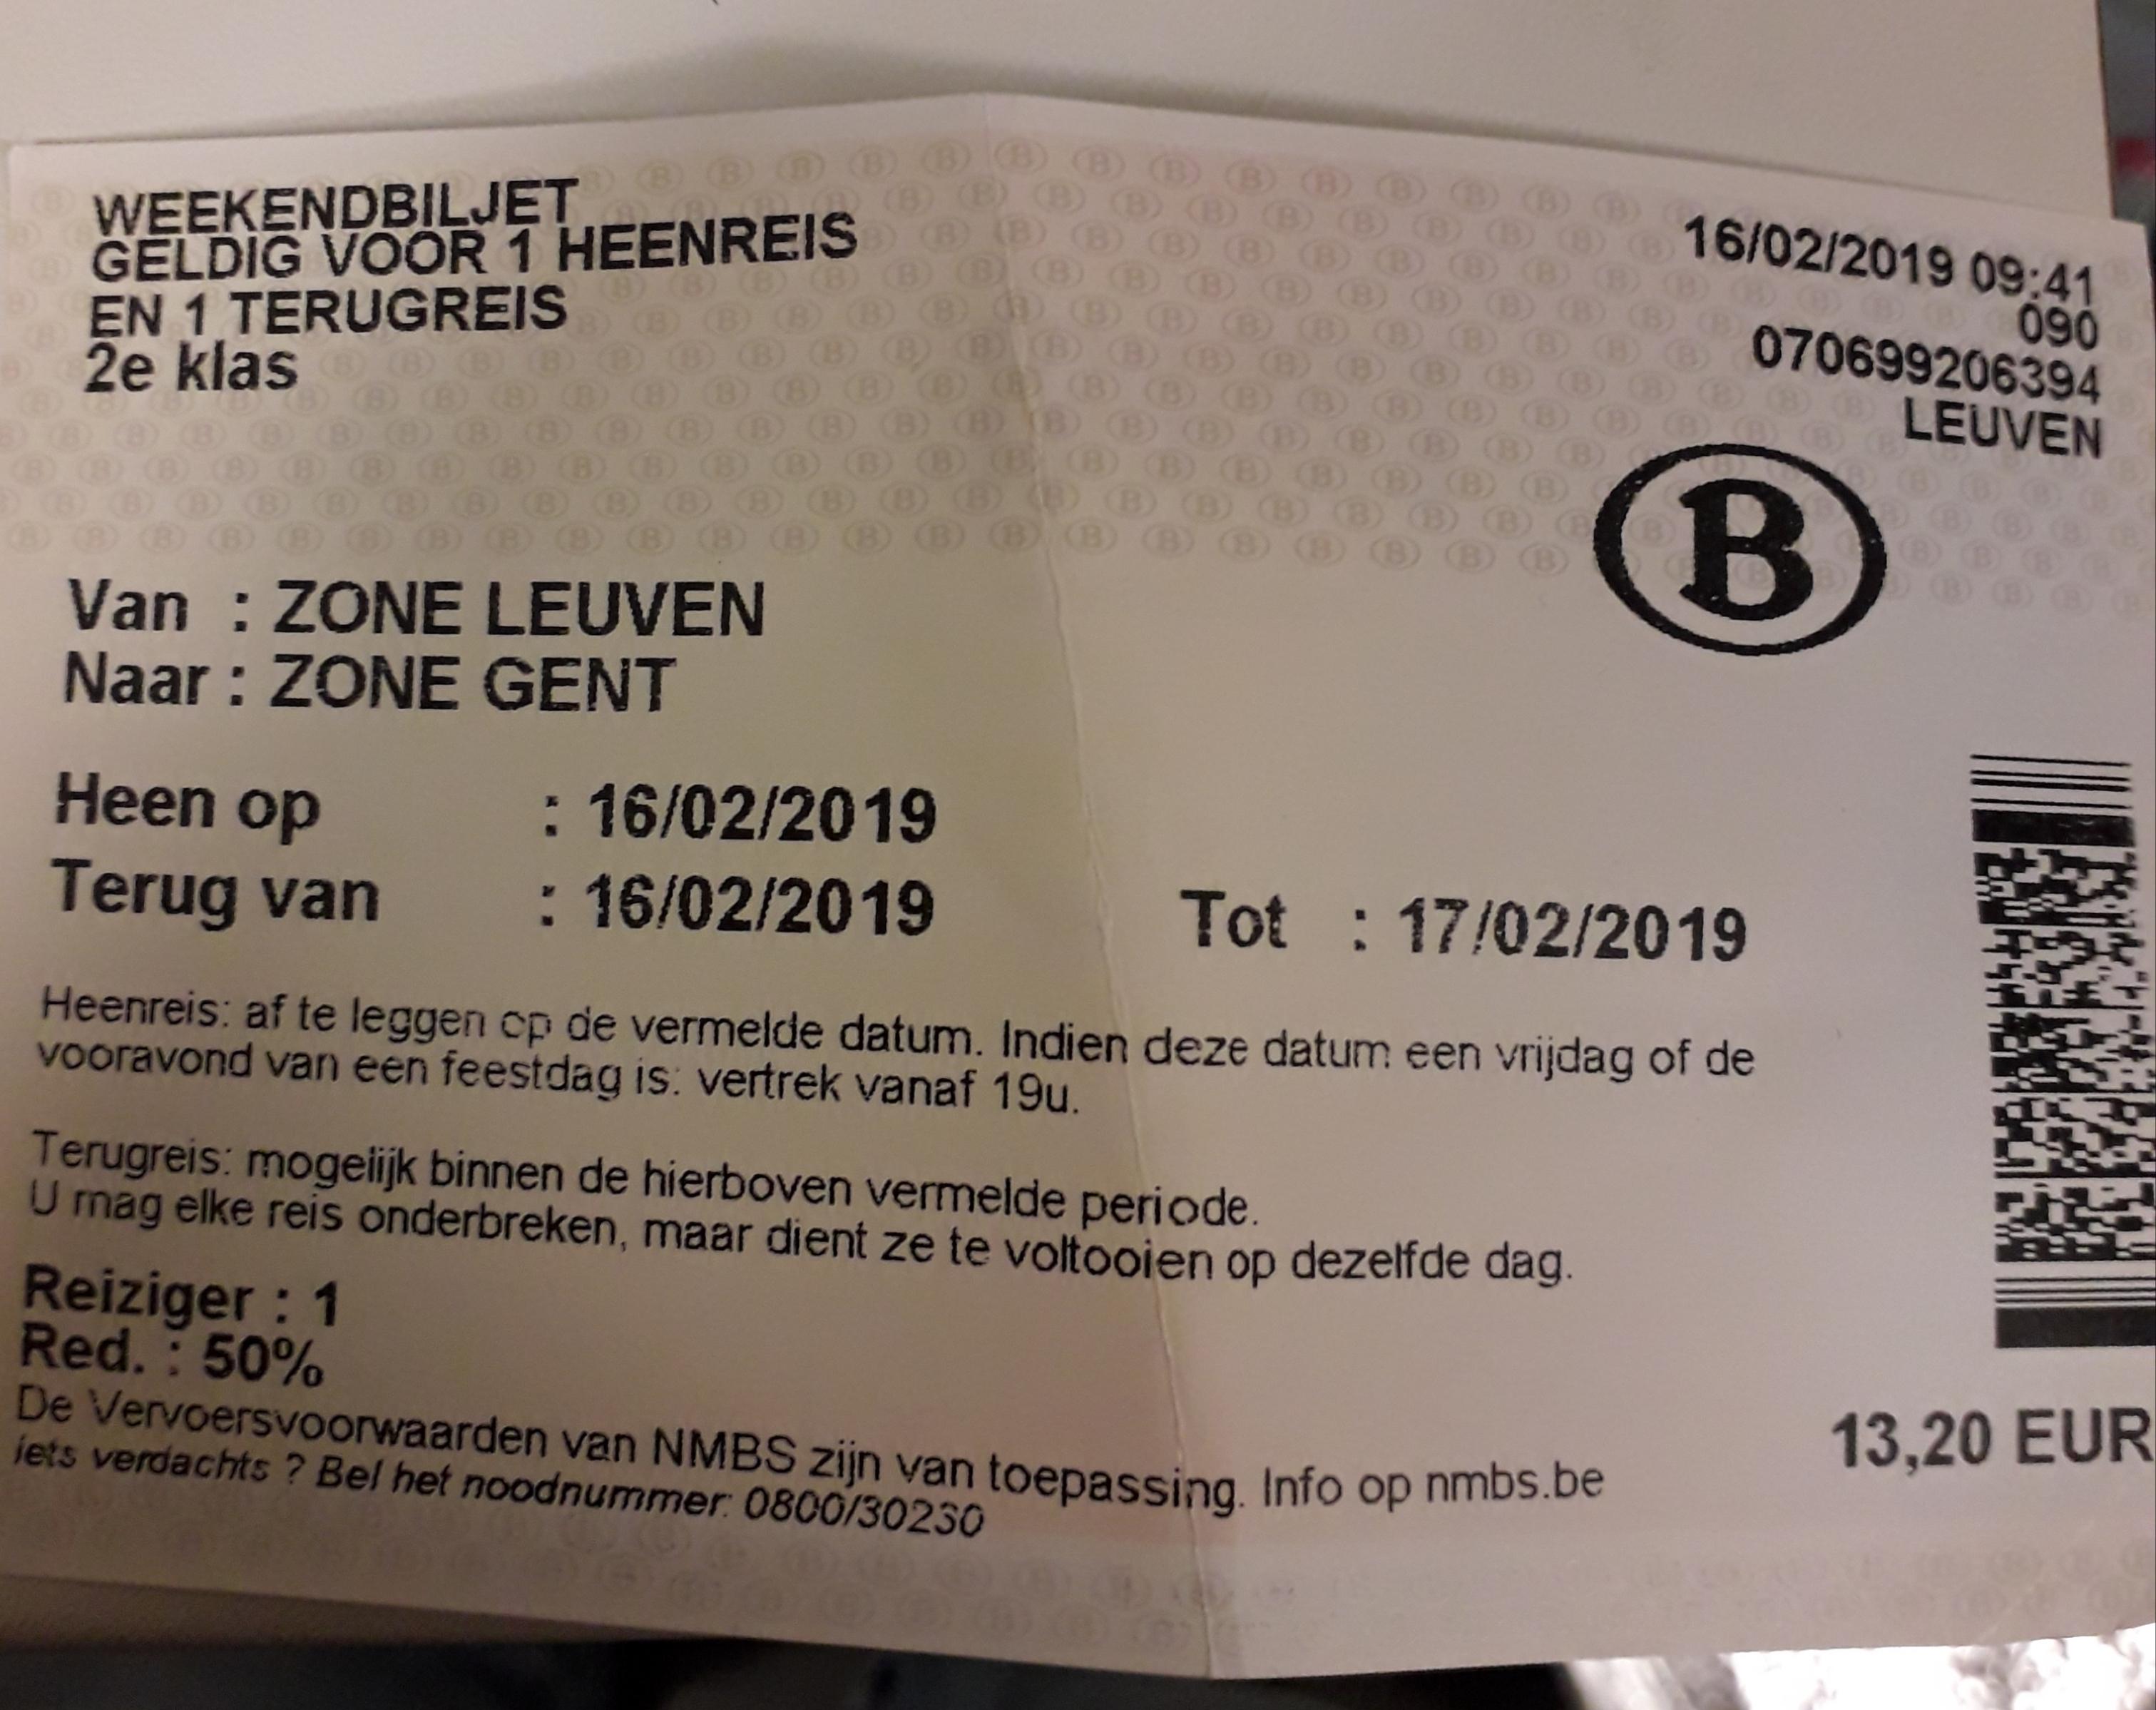 WEEKENDBILJET
GELDIG VOOR 1 HEENREIS
EN 1 TERUGREIS
2e klas
16/02/2019 09:41
090
070699206394
LEUVEN
B
Van : ZONE LEUVEN
Naar : ZONE GENT
Heen op : 16/02/2019
Terug van : 16/02/2019 Tot : 17/02/2019
Heenreis: af te leggen op de vermelde datum. Indien deze datum een vrijdag of de
vooravond van een feestdag is: vertrek vanaf 19u.
Terugreis: mogelijk binnen de hierboven vermelde periode.
U mag elke reis onderbreken, maar dient ze te voltooien op dezelfde dag.
Reiziger : 1
Red. : 50%
De Vervoersvoorwaarden van NMBS zijn van toepassing. Info op nmbs.be
iets verdachts ? Bel het noodnummer: 0800/30230
13,20 EUR